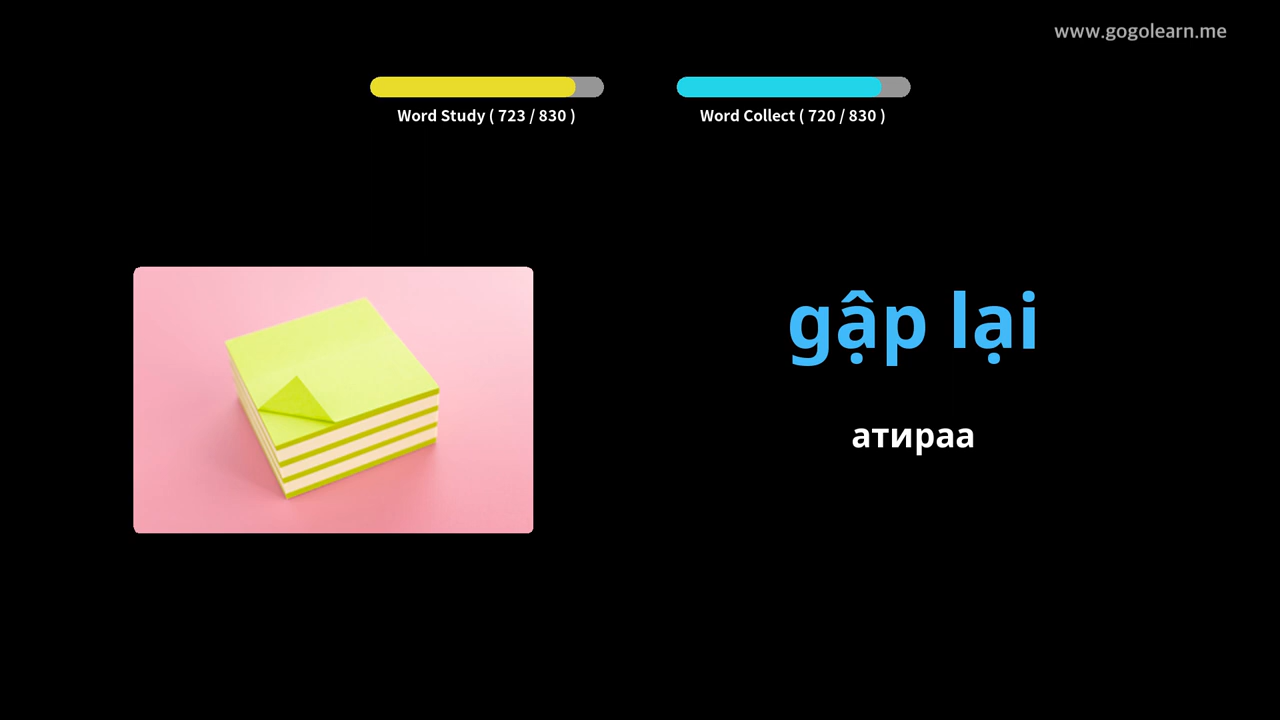 www.gogolearn.me
Word Study ( 723 / 830 )
Word Collect ( 720 / 830 )
gập lại
атираа